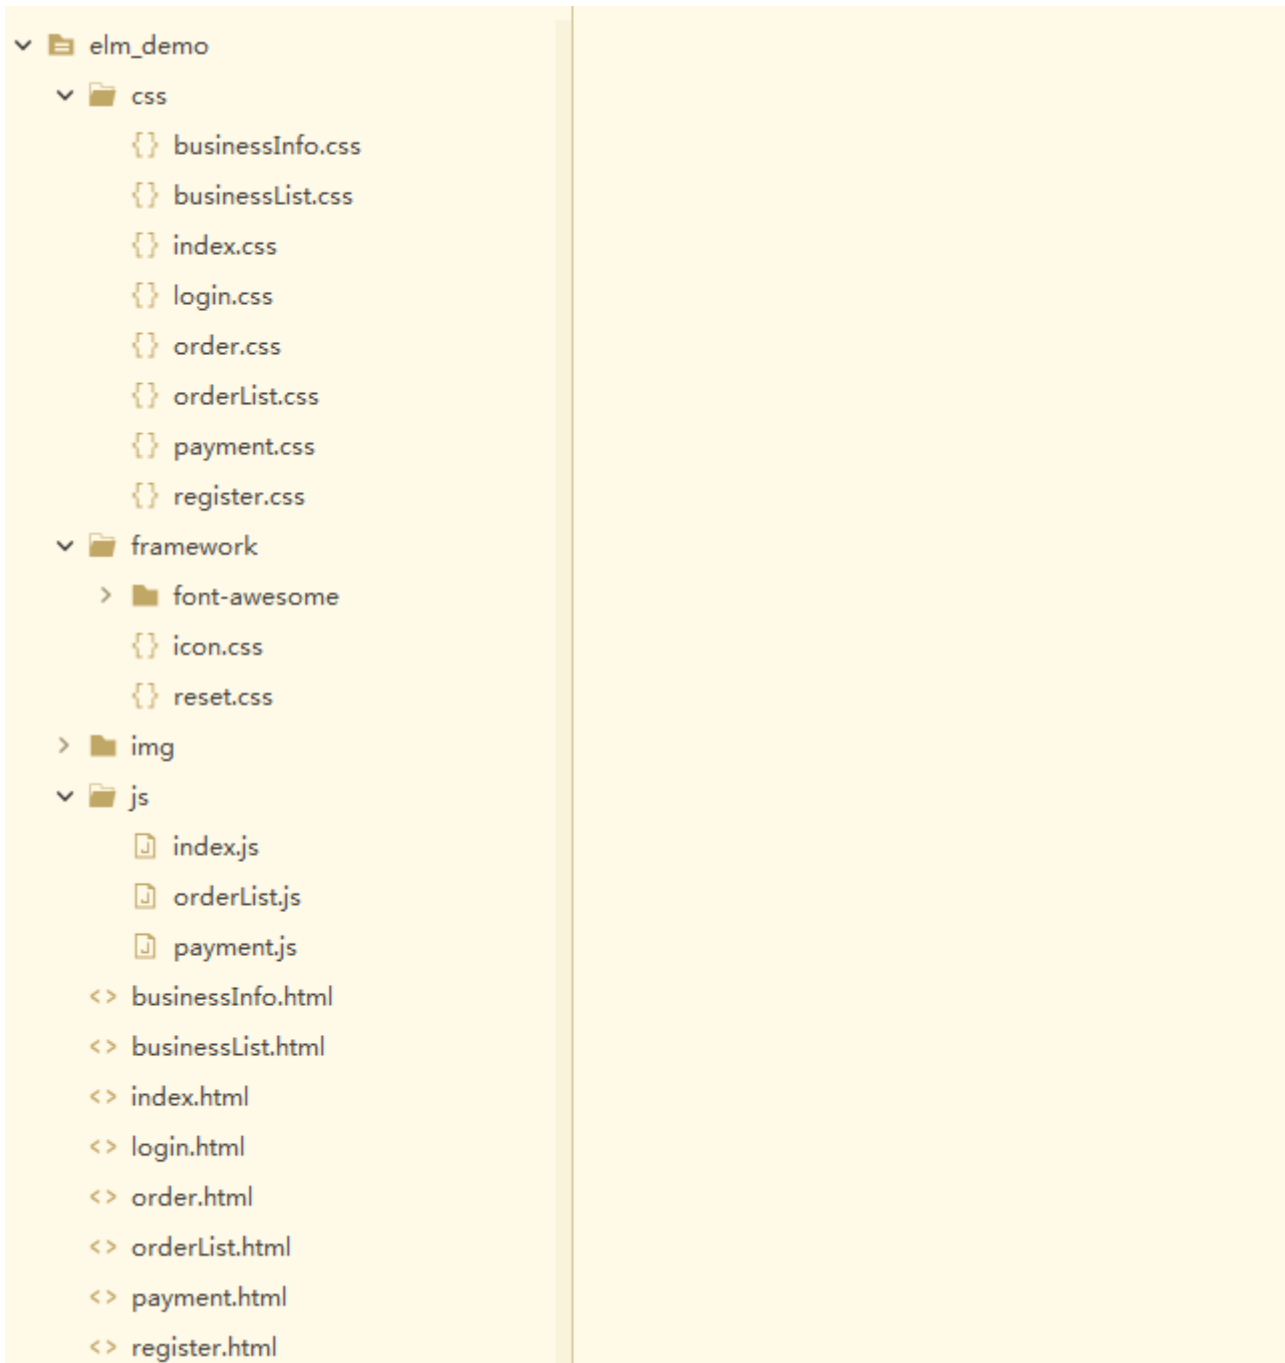 elm_demo
css
businessInfo.css
businessList.css
index.css
login.css
order.css
orderList.css
payment.css
register.css
framework
font-awesome
icon.css
reset.css
img
js
index.js
orderList.js
payment.js
businessInfo.html
businessList.html
index.html
login.html
order.html
orderList.html
payment.html
register.html